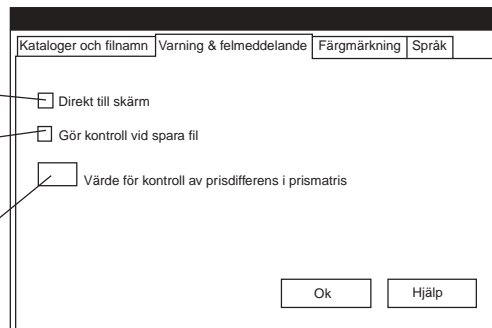 Kataloger och filnamn Varning & felmeddelande Färgmärkning Språk
Direkt till skärm
Gör kontroll vid spara fil
Värde för kontroll av prisdifferens i prismatris
Ok Hjälp